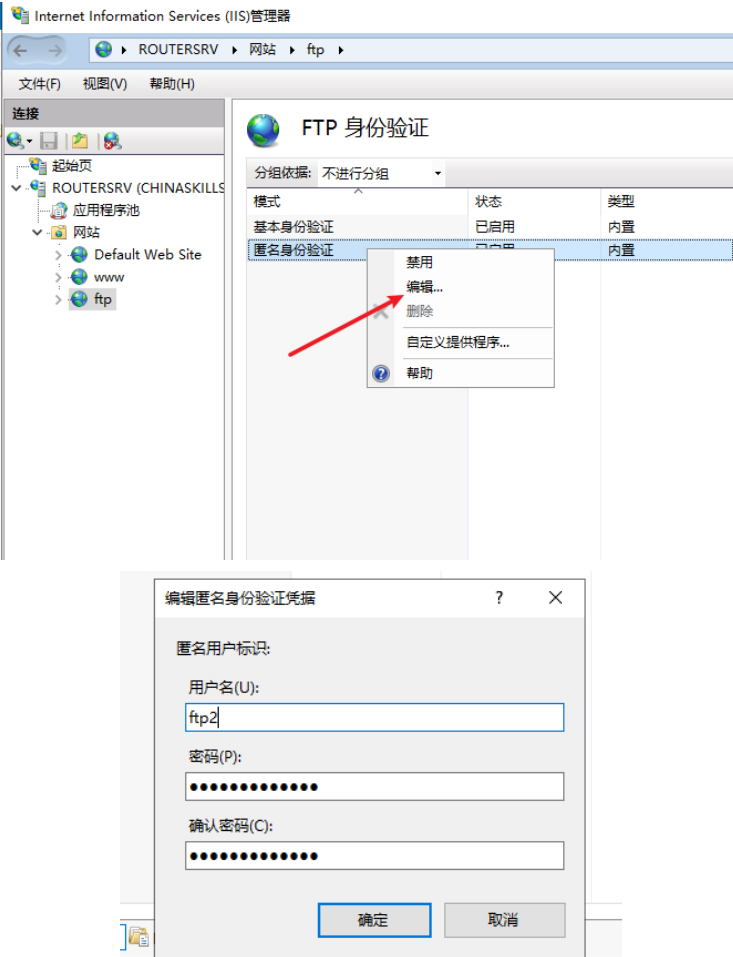 Internet Information Services (IIS)管理器
ROUTERSRV 网站 ftp
文件(F) 视图(V) 帮助(H)
连接
起始页
ROUTERSRV (CHINASKILLS
应用程序池
网站
Default Web Site
www
ftp
FTP 身份验证
分组依据: 不进行分组
模式 状态 类型
基本身份验证 已启用 内置
匿名身份验证 已启用 内置
禁用
编辑...
删除
自定义提供程序...
帮助
编辑匿名身份验证凭据
匿名用户标识:
用户名(U):
ftp2
密码(P):
●●●●●●●●●●●●●
确认密码(C):
●●●●●●●●●●●●●
确定 取消